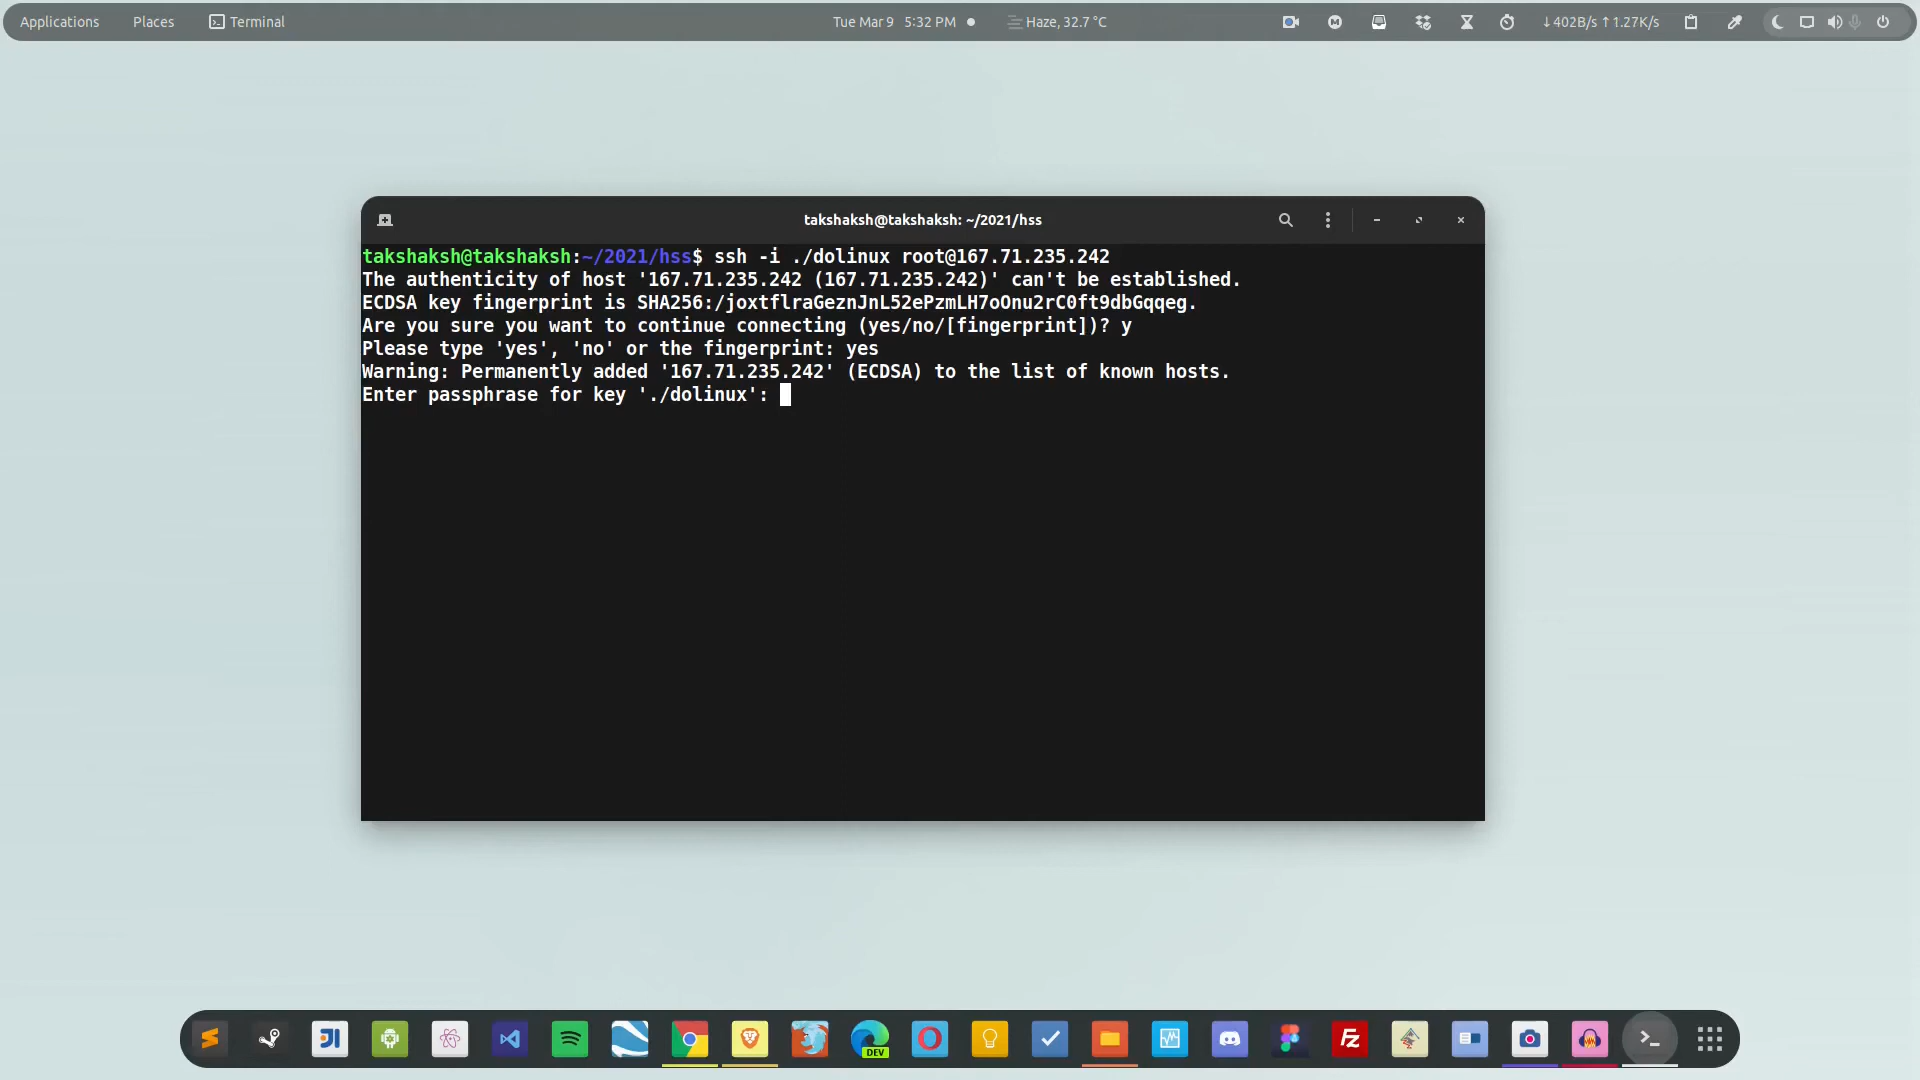 Applications Places Terminal Tue Mar 9 5:32 PM Haze, 32.7 °C ↓402B/s ↑1.27K/s
takshaksh@takshaksh: ~/2021/hss
takshaksh@takshaksh:~/2021/hss$ ssh -i ./dolinux root@167.71.235.242
The authenticity of host '167.71.235.242 (167.71.235.242)' can't be established.
ECDSA key fingerprint is SHA256:/joxtflraGeznJnL52ePzmLH7oOnu2rC0ft9dbGqqeg.
Are you sure you want to continue connecting (yes/no/[fingerprint])? y
Please type 'yes', 'no' or the fingerprint: yes
Warning: Permanently added '167.71.235.242' (ECDSA) to the list of known hosts.
Enter passphrase for key './dolinux':
DEV